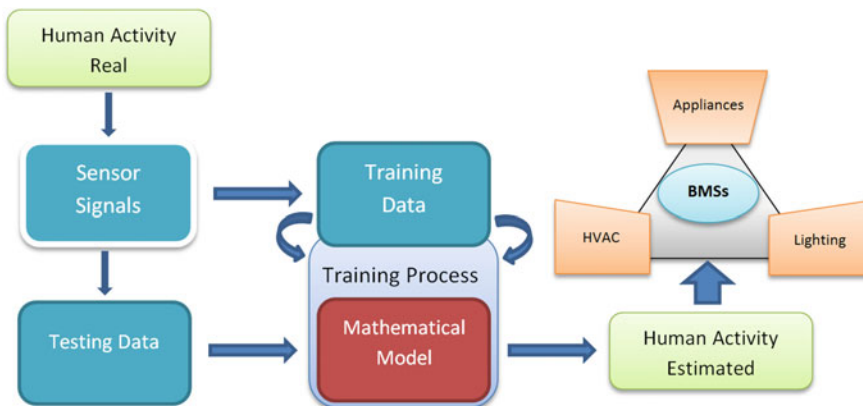 Human Activity
Real
Sensor
Signals
Testing Data
Training
Data
Training Process
Mathematical
Model
Human Activity
Estimated
Appliances
BMSs
HVAC
Lighting